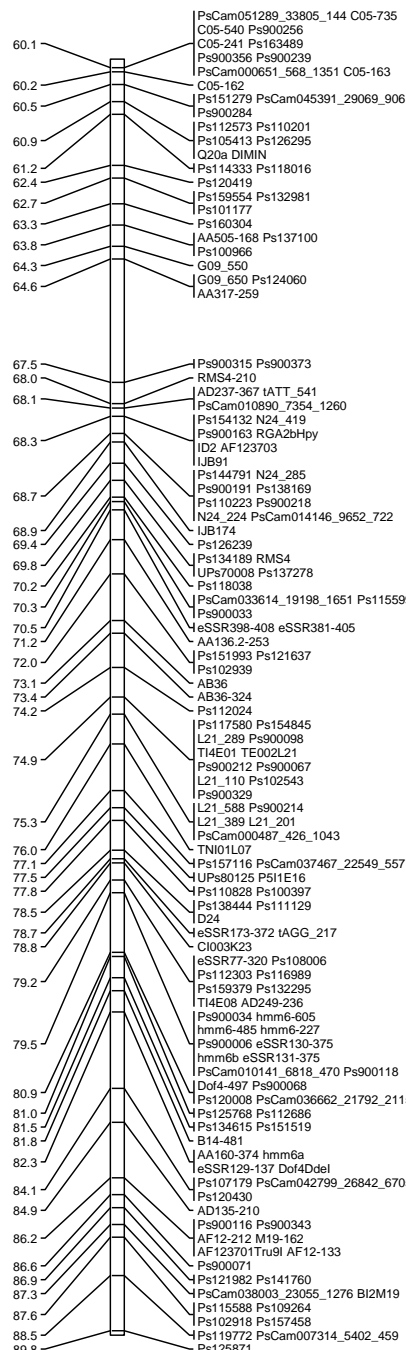 60.1
60.2
60.5
60.9
61.2
62.4
62.7
63.3
63.8
64.3
64.6
67.5
68.0
68.1
68.3
68.7
68.9
69.4
69.8
70.2
70.3
70.5
71.2
72.0
73.1
73.4
74.2
74.9
75.3
76.0
77.1
77.5
77.8
78.5
78.7
78.8
79.2
79.5
80.9
81.0
81.5
81.8
82.3
84.1
84.9
86.2
86.6
86.9
87.3
87.6
88.5
89.8
PsCam051289_33805_144 C05-735
C05-540 Ps900256
C05-241 Ps163489
Ps900356 Ps900239
PsCam000651_568_1351 C05-163
C05-162
Ps151279 PsCam045391_29069_906
Ps900284
Ps112573 Ps110201
Ps105413 Ps126295
Q20a DIMIN
Ps114333 Ps118016
Ps120419
Ps159554 Ps132981
Ps101177
Ps160304
AA505-168 Ps137100
Ps100966
G09_550
G09_650 Ps124060
AA317-259
Ps900315 Ps900373
RMS4-210
AD237-367 tATT_541
PsCam010890_7354_1260
Ps154132 N24_419
Ps900163 RGA2bHpy
ID2 AF123703
IJB91
Ps144791 N24_285
Ps900191 Ps138169
Ps110223 Ps900218
N24_224 PsCam014146_9652_722
IJB174
Ps126239
Ps134189 RMS4
UPs70008 Ps137278
Ps118038
PsCam033614_19198_1651 Ps11559
Ps900033
eSSR398-408 eSSR381-405
AA136.2-253
Ps151993 Ps121637
Ps102939
AB36
AB36-324
Ps112024
Ps117580 Ps154845
L21_289 Ps900098
TI4E01 TE002L21
Ps900212 Ps900067
L21_110 Ps102543
Ps900329
L21_588 Ps900214
L21_389 L21_201
PsCam000487_426_1043
TNI01L07
Ps157116 PsCam037467_22549_557
UPs80125 P5I1E16
Ps110828 Ps100397
Ps138444 Ps111129
D24
eSSR173-372 tAGG_217
CI003K23
eSSR77-320 Ps108006
Ps112303 Ps116989
Ps159379 Ps132295
TI4E08 AD249-236
Ps900034 hmm6-605
hmm6-485 hmm6-227
Ps900006 eSSR130-375
hmm6b eSSR131-375
PsCam010141_6818_470 Ps900118
Dof4-497 Ps900068
Ps120008 PsCam036662_21792_211
Ps125768 Ps112686
Ps134615 Ps151519
B14-481
AA160-374 hmm6a
eSSR129-137 Dof4DdeI
Ps107179 PsCam042799_26842_670
Ps120430
AD135-210
Ps900116 Ps900343
AF12-212 M19-162
AF123701Tru9I AF12-133
Ps900071
Ps121982 Ps141760
PsCam038003_23055_1276 BI2M19
Ps115588 Ps109264
Ps102918 Ps157458
Ps119772 PsCam007314_5402_459
Ps125871